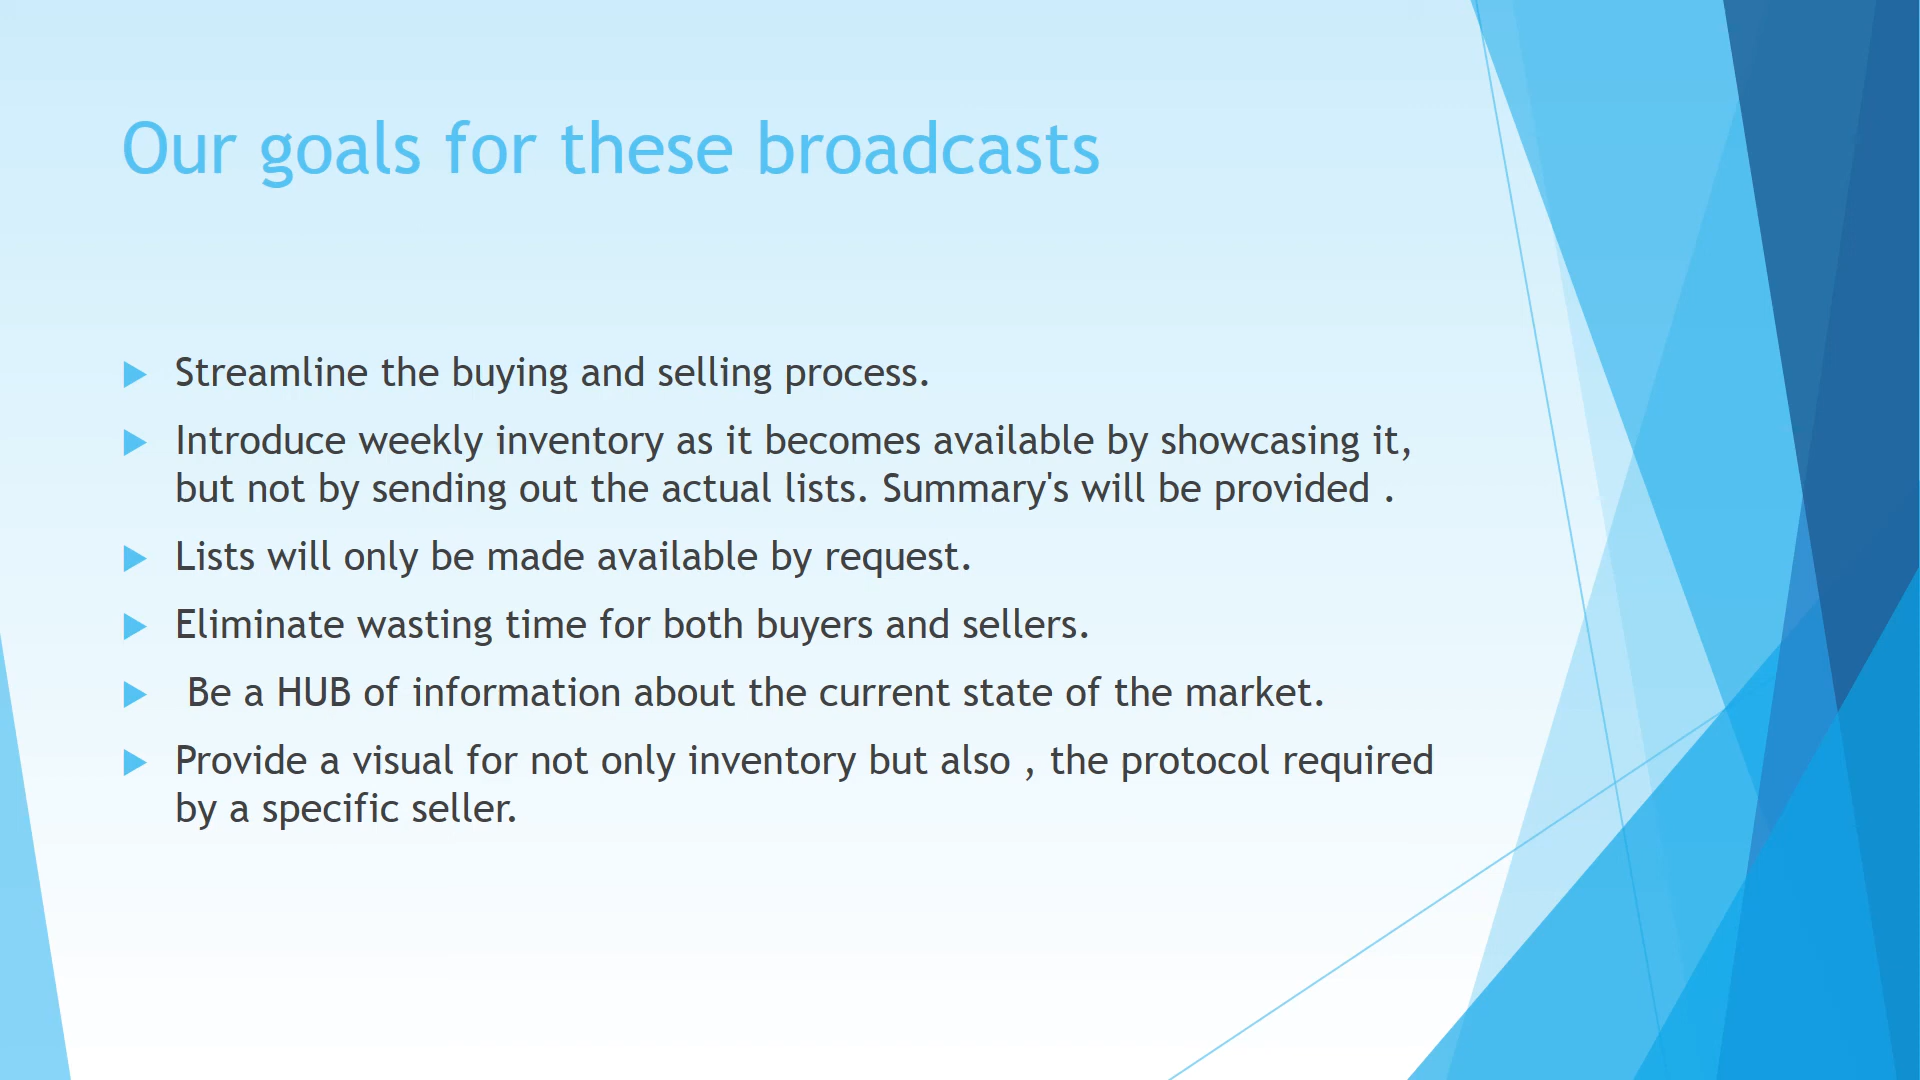 Our goals for these broadcasts
Streamline the buying and selling process.
Introduce weekly inventory as it becomes available by showcasing it,
but not by sending out the actual lists. Summary's will be provided .
Lists will only be made available by request.
Eliminate wasting time for both buyers and sellers.
Be a HUB of information about the current state of the market.
Provide a visual for not only inventory but also , the protocol required
by a specific seller.